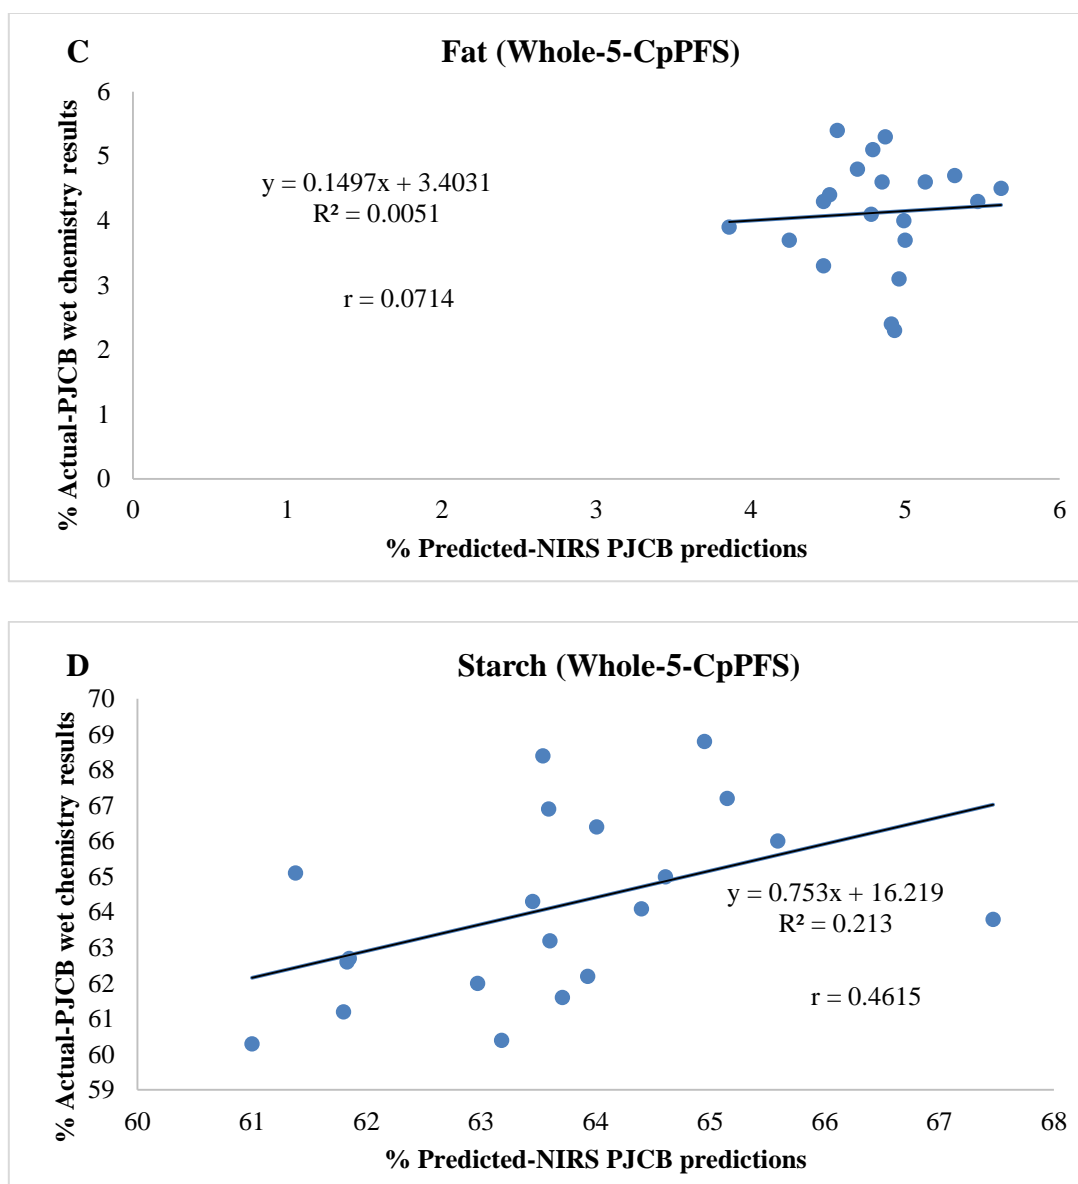 C
Fat (Whole-5-CpPFS)
% Actual-PJCB wet chemistry results
6
5
4
3
2
1
0
y = 0.1497x + 3.4031
R² = 0.0051
r = 0.0714
0 1 2 3 4 5 6
% Predicted-NIRS PJCB predictions
D
Starch (Whole-5-CpPFS)
% Actual-PJCB wet chemistry results
70
69
68
67
66
65
64
63
62
61
60
59
y = 0.753x + 16.219
R² = 0.213
r = 0.4615
60 61 62 63 64 65 66 67 68
% Predicted-NIRS PJCB predictions